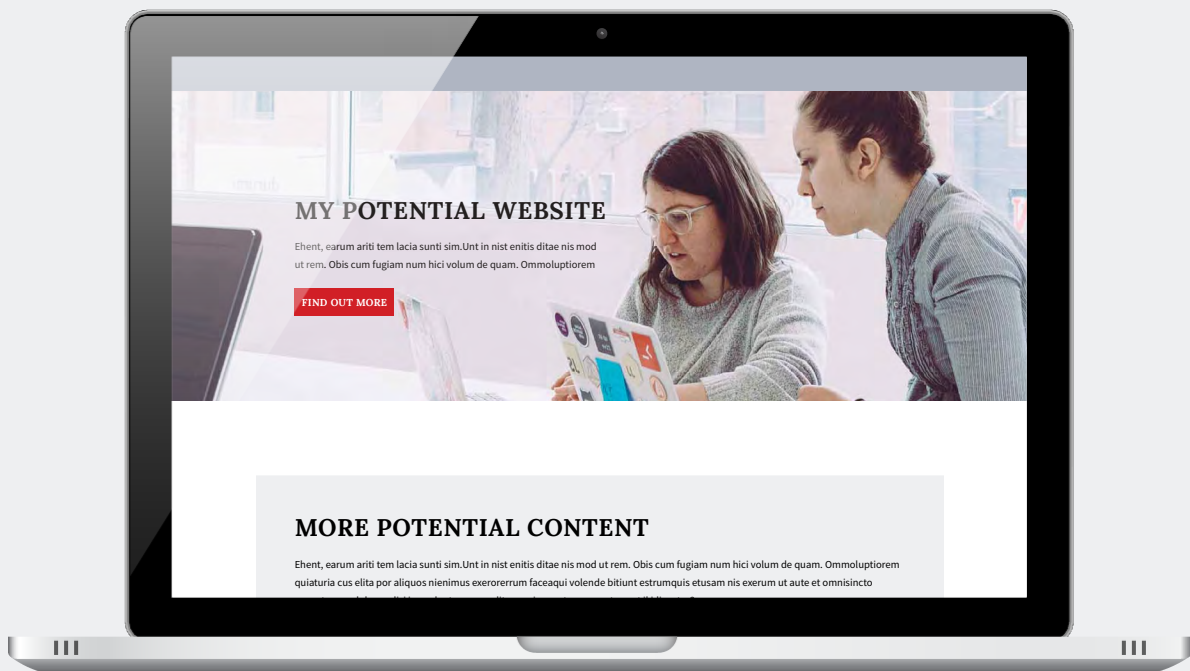 MY POTENTIAL WEBSITE
Ehent, earum ariti tem lacia sunti sim.Unt in nist enitis ditae nis mod
ut rem. Obis cum fugiam num hici volum de quam. Ommoluptiorem
FIND OUT MORE
MORE POTENTIAL CONTENT
Ehent, earum ariti tem lacia sunti sim.Unt in nist enitis ditae nis mod ut rem. Obis cum fugiam num hici volum de quam. Ommoluptiorem
quiaturia cus elita por aliquos nienimus exerorerrum faceaqui volende bitiunt estrumquis etusam nis exerum ut aute et omnisincto